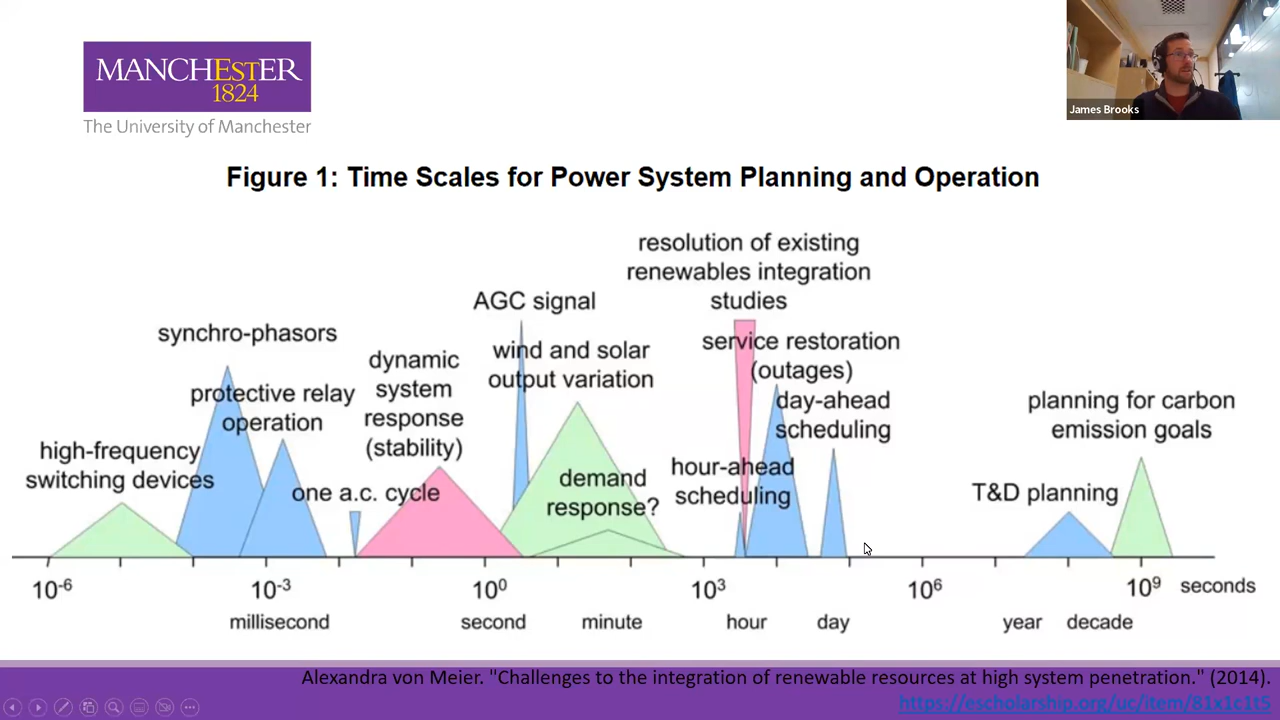 MANCHESTER
1824
The University of Manchester
James Brooks
Figure 1: Time Scales for Power System Planning and Operation
resolution of existing
renewables integration
studies
AGC signal
synchro-phasors
service restoration
(outages)
wind and solar
output variation
dynamic
system
response
(stability)
protective relay
operation
day-ahead
scheduling
planning for carbon
emission goals
high-frequency
switching devices
demand
response?
hour-ahead
scheduling
one a.c. cycle
T&D planning
10⁻⁶
10⁻³
10⁰
10³
10⁶
10⁹
seconds
millisecond
second
minute
hour
day
year
decade
Alexandra von Meier. "Challenges to the integration of renewable resources at high system penetration." (2014).
https://escholarship.org/uc/item/81x1c1t5